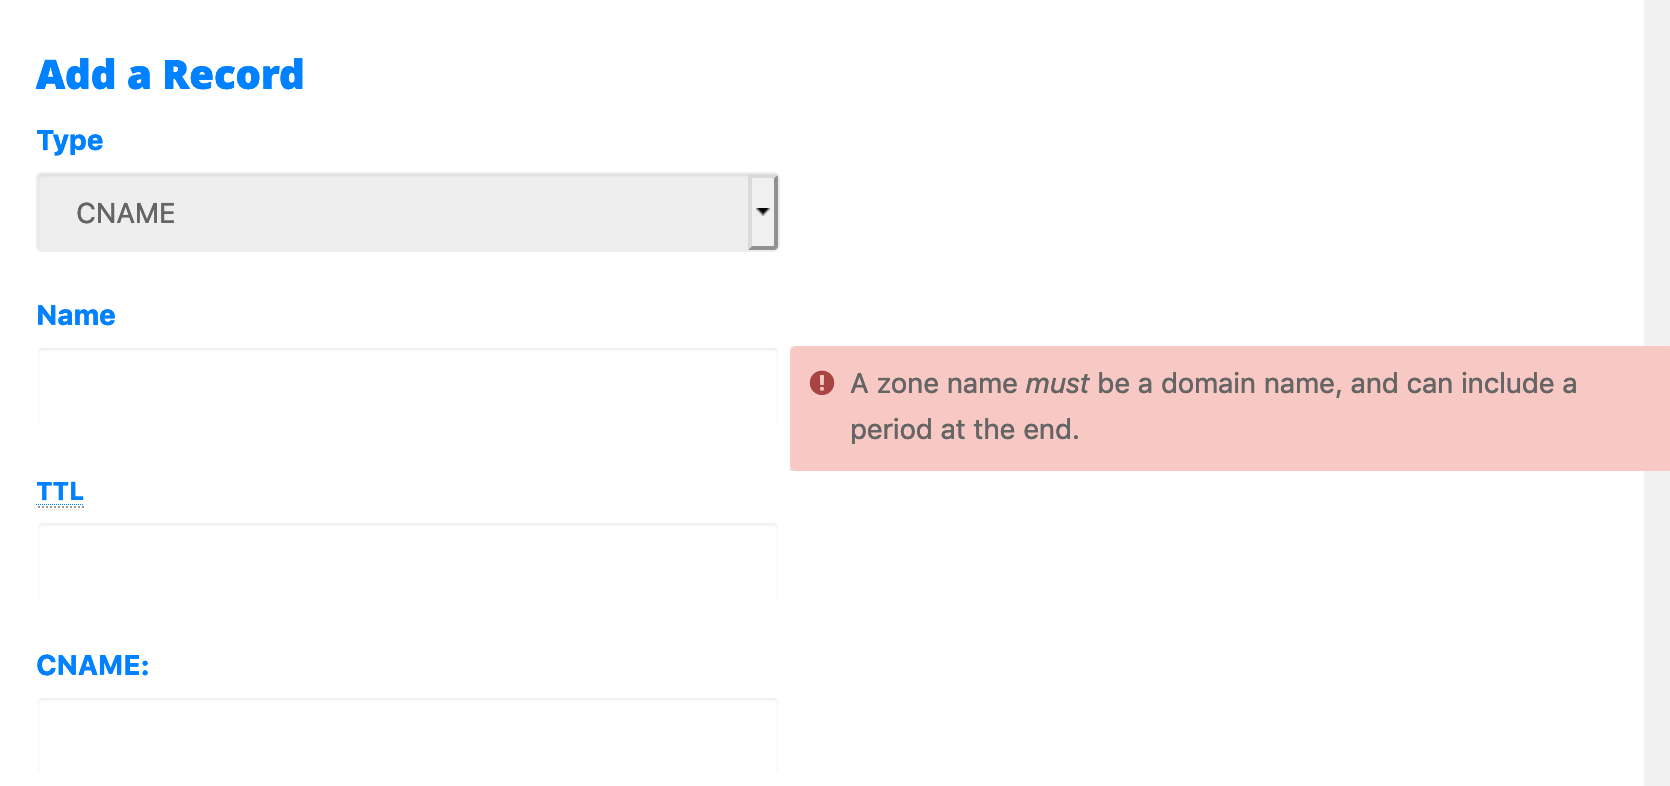 Add a Record
Type
CNAME
Name
A zone name must be a domain name, and can include a
period at the end.
TTL
CNAME: